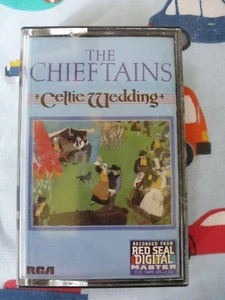 THE
CHIEFTAINS
Celtic Wedding
RCA
RECORDED FROM
RED SEAL
DIGITAL
MASTER